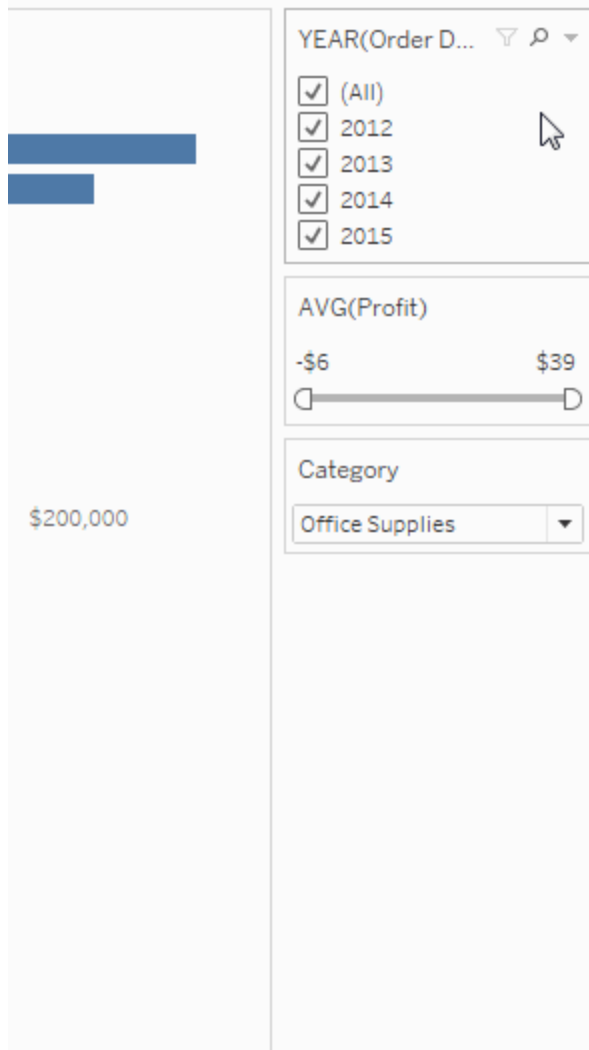 YEAR(Order D...
(All)
2012
2013
2014
2015
AVG(Profit)
-$6 $39
Category
$200,000
Office Supplies